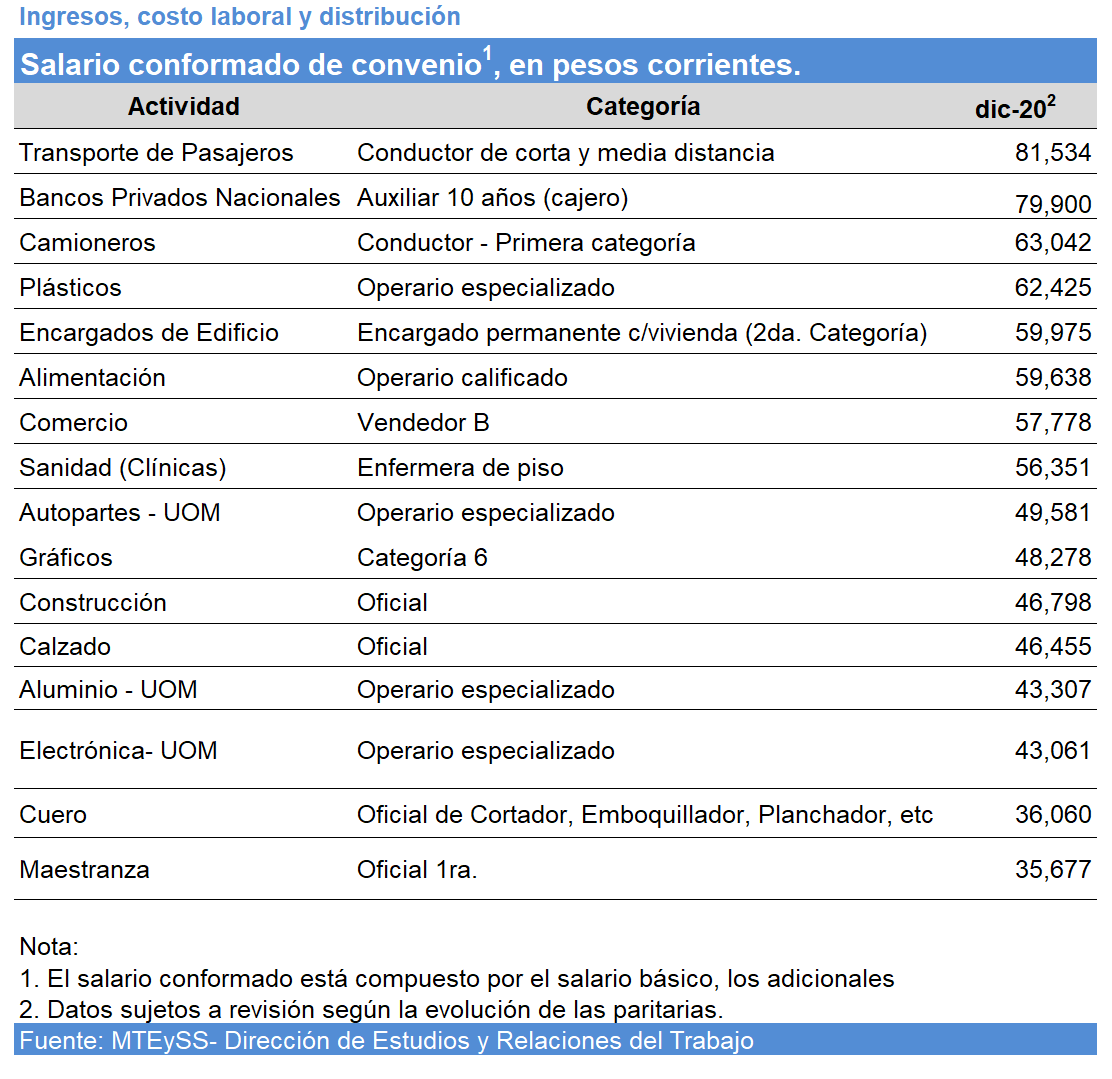 Ingresos, costo laboral y distribución
Salario conformado de convenio1, en pesos corrientes.
Actividad Categoría dic-202
Transporte de Pasajeros Conductor de corta y media distancia 81,534
Bancos Privados Nacionales Auxiliar 10 años (cajero) 79,900
Camioneros Conductor - Primera categoría 63,042
Plásticos Operario especializado 62,425
Encargados de Edificio Encargado permanente c/vivienda (2da. Categoría) 59,975
Alimentación Operario calificado 59,638
Comercio Vendedor B 57,778
Sanidad (Clínicas) Enfermera de piso 56,351
Autopartes - UOM Operario especializado 49,581
Gráficos Categoría 6 48,278
Construcción Oficial 46,798
Calzado Oficial 46,455
Aluminio - UOM Operario especializado 43,307
Electrónica- UOM Operario especializado 43,061
Cuero Oficial de Cortador, Emboquillador, Planchador, etc 36,060
Maestranza Oficial 1ra. 35,677
Nota:
1. El salario conformado está compuesto por el salario básico, los adicionales
2. Datos sujetos a revisión según la evolución de las paritarias.
Fuente: MTEySS- Dirección de Estudios y Relaciones del Trabajo